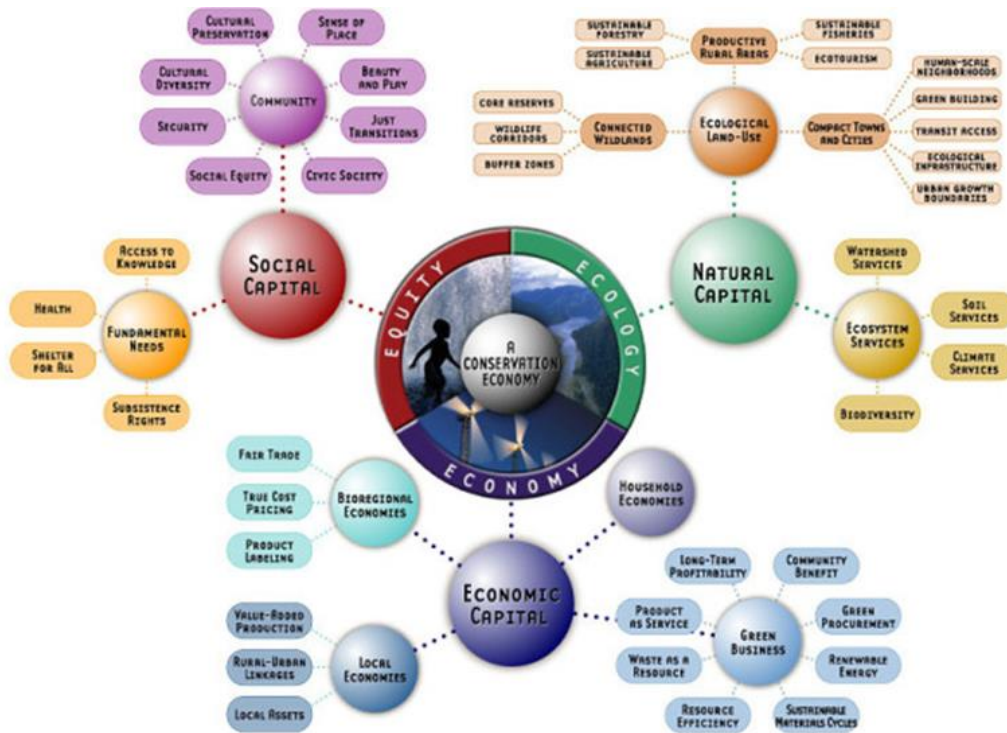 CULTURAL
PRESERVATION
SENSE OF
PLACE
CULTURAL
DIVERSITY
COMMUNITY
BEAUTY
AND PLAY
SECURITY
JUST
TRANSITIONS
SOCIAL EQUITY
CIVIC SOCIETY
SUSTAINABLE
FORESTRY
SUSTAINABLE
AGRICULTURE
PRODUCTIVE
RURAL AREAS
SUSTAINABLE
FISHERIES
ECOTOURISM
CORE RESERVES
WILDLIFE
CORRIDORS
BUFFER ZONES
CONNECTED
WILDLANDS
ECOLOGICAL
LAND-USE
COMPACT TOWNS
AND CITIES
HUMAN-SCALE
NEIGHBORHOODS
GREEN BUILDING
TRANSIT ACCESS
ECOLOGICAL
INFRASTRUCTURE
URBAN GROWTH
BOUNDARIES
ACCESS TO
KNOWLEDGE
HEALTH
SHELTER
FOR ALL
SUBSISTENCE
RIGHTS
FUNDAMENTAL
NEEDS
SOCIAL
CAPITAL
EQUITY
ECOLOGY
ECONOMY
A
CONSERVATION
ECONOMY
NATURAL
CAPITAL
WATERSHED
SERVICES
ECOSYSTEM
SERVICES
SOIL
SERVICES
CLIMATE
SERVICES
BIODIVERSITY
FAIR TRADE
TRUE COST
PRICING
PRODUCT
LABELING
BIOREGIONAL
ECONOMIES
HOUSEHOLD
ECONOMIES
ECONOMIC
CAPITAL
VALUE-ADDED
PRODUCTION
RURAL-URBAN
LINKAGES
LOCAL ASSETS
LOCAL
ECONOMIES
LONG-TERM
PROFITABILITY
COMMUNITY
BENEFIT
PRODUCT
AS SERVICE
GREEN
PROCUREMENT
GREEN
BUSINESS
WASTE AS A
RESOURCE
RENEWABLE
ENERGY
RESOURCE
EFFICIENCY
SUSTAINABLE
MATERIALS CYCLES